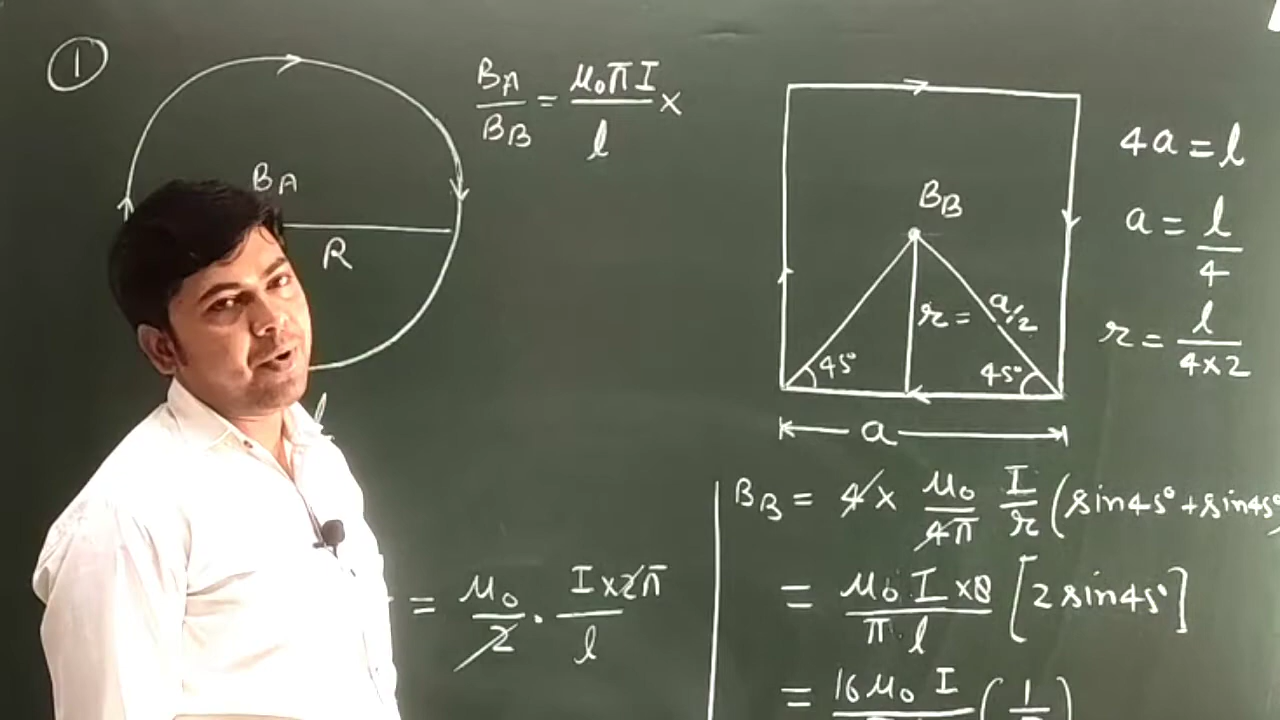 ①
B_A
R
l
B_A/B_B = μ₀πI/l ×
= μ₀/2 · I×2π/l
B_B
r = a/2
45° 45°
a
4a = l
a = l/4
r = l/(4×2)
B_B = 4 × μ₀/4π I/r (sin45° + sin45°)
= μ₀ I ×8/π l [2 sin45°]
= 16 μ₀ I